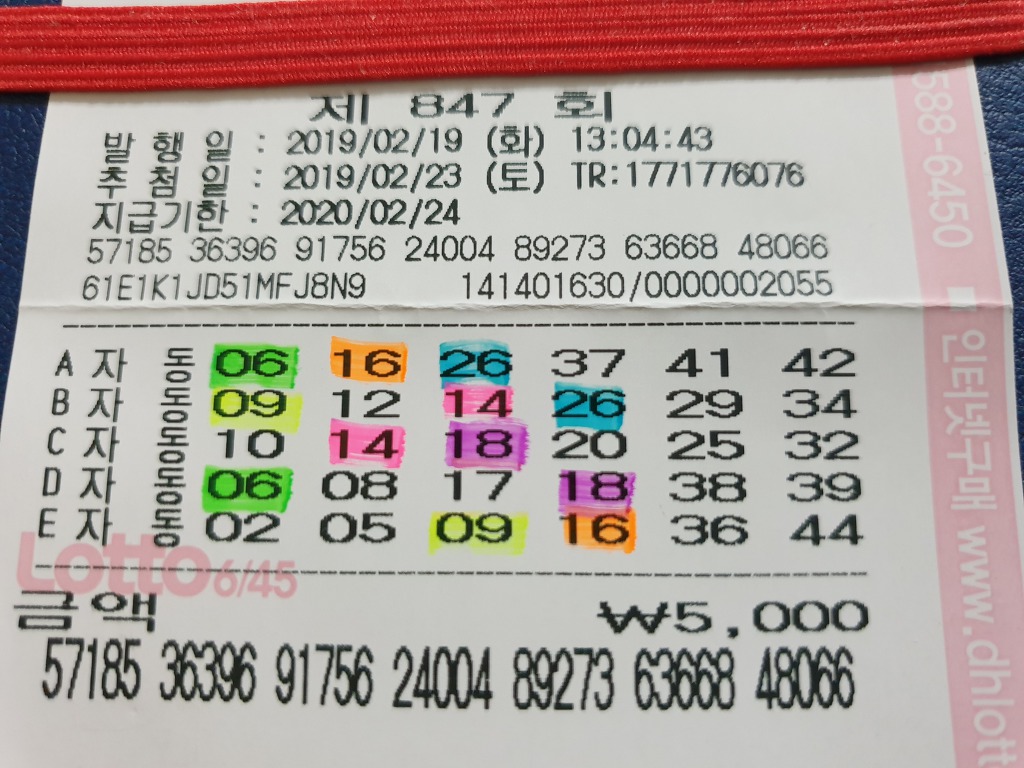 제 847 회
발 행 일 : 2019/02/19 (화) 13:04:43
추 첨 일 : 2019/02/23 (토) TR:1771776076
지급기한 : 2020/02/24
57185 36396 91756 24004 89273 63668 48066
61E1K1JD51MFJ8N9 141401630/0000002055
A 자 동 06 16 26 37 41 42
B 자 동 09 12 14 26 29 34
C 자 동 10 14 18 20 25 32
D 자 동 06 08 17 18 38 39
E 자 동 02 05 09 16 36 44
Lotto 6/45
금 액 ₩5,000
57185 36396 91756 24004 89273 63668 48066
588-6450 ■ 인터넷구매 www.dhlott